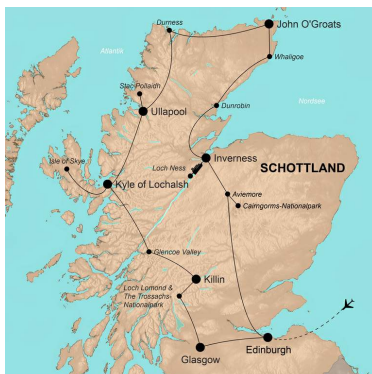 Durness
John O'Groats
Atlantik
Whaligoe
Stac Pollaidh
Nordsee
Dunrobin
Ullapool
Inverness
Isle of Skye
Loch Ness
SCHOTTLAND
Kyle of Lochalsh
Aviemore
Cairngorms-Nationalpark
Glencoe Valley
Killin
Loch Lomond &
The Trossachs-
Nationalpark
Edinburgh
Glasgow